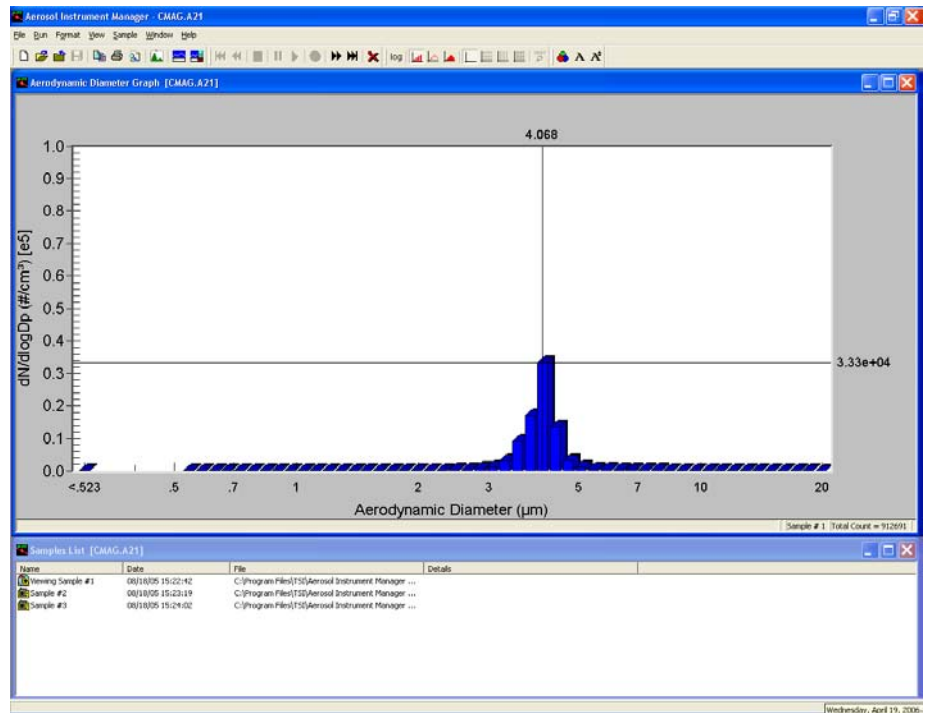 Aerosol Instrument Manager - CMAG.A21
File Run Format View Sample Window Help
log
Aerodynamic Diameter Graph [CMAG.A21]
4.068
1.0
0.9
0.8
0.7
0.6
0.5
0.4
0.3
0.2
0.1
0.0
dN/dlogDp (#/cm³) [e5]
3.33e+04
<.523 .5 .7 1 2 3 5 7 10 20
Aerodynamic Diameter (µm)
Sample # 1 Total Count = 912691
Samples List [CMAG.A21]
Name Date File Details
Viewing Sample #1 08/18/05 15:22:42 C:\Program Files\TSI\Aerosol Instrument Manager ...
Sample #2 08/18/05 15:23:19 C:\Program Files\TSI\Aerosol Instrument Manager ...
Sample #3 08/18/05 15:24:02 C:\Program Files\TSI\Aerosol Instrument Manager ...
Wednesday, April 19, 2006